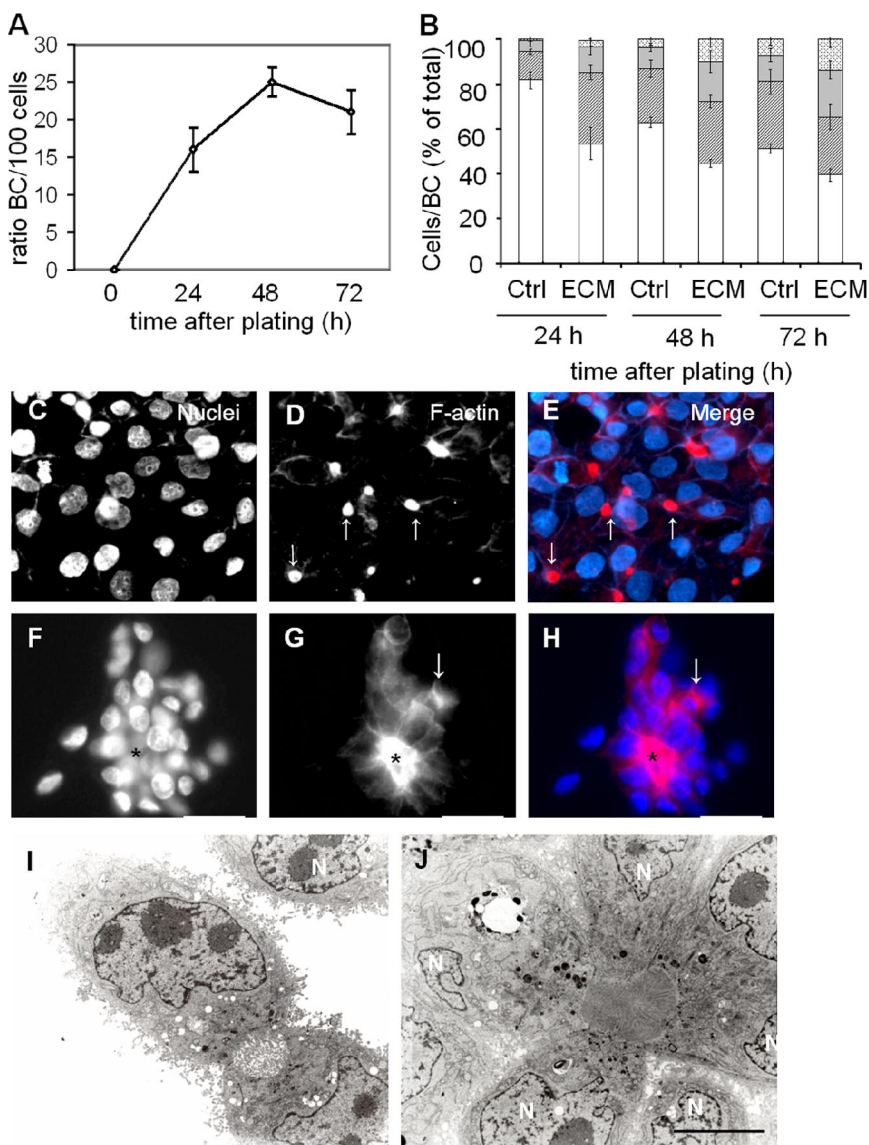 A
ratio BC/100 cells
30
25
20
15
10
5
0
0 24 48 72
time after plating (h)
B
Cells/BC (% of total)
100
80
60
40
20
0
Ctrl ECM Ctrl ECM Ctrl ECM
24 h 48 h 72 h
time after plating (h)
C Nuclei
D F-actin
E Merge
F
*
G
*
H
*
I
N
J
N
N
N
N
N